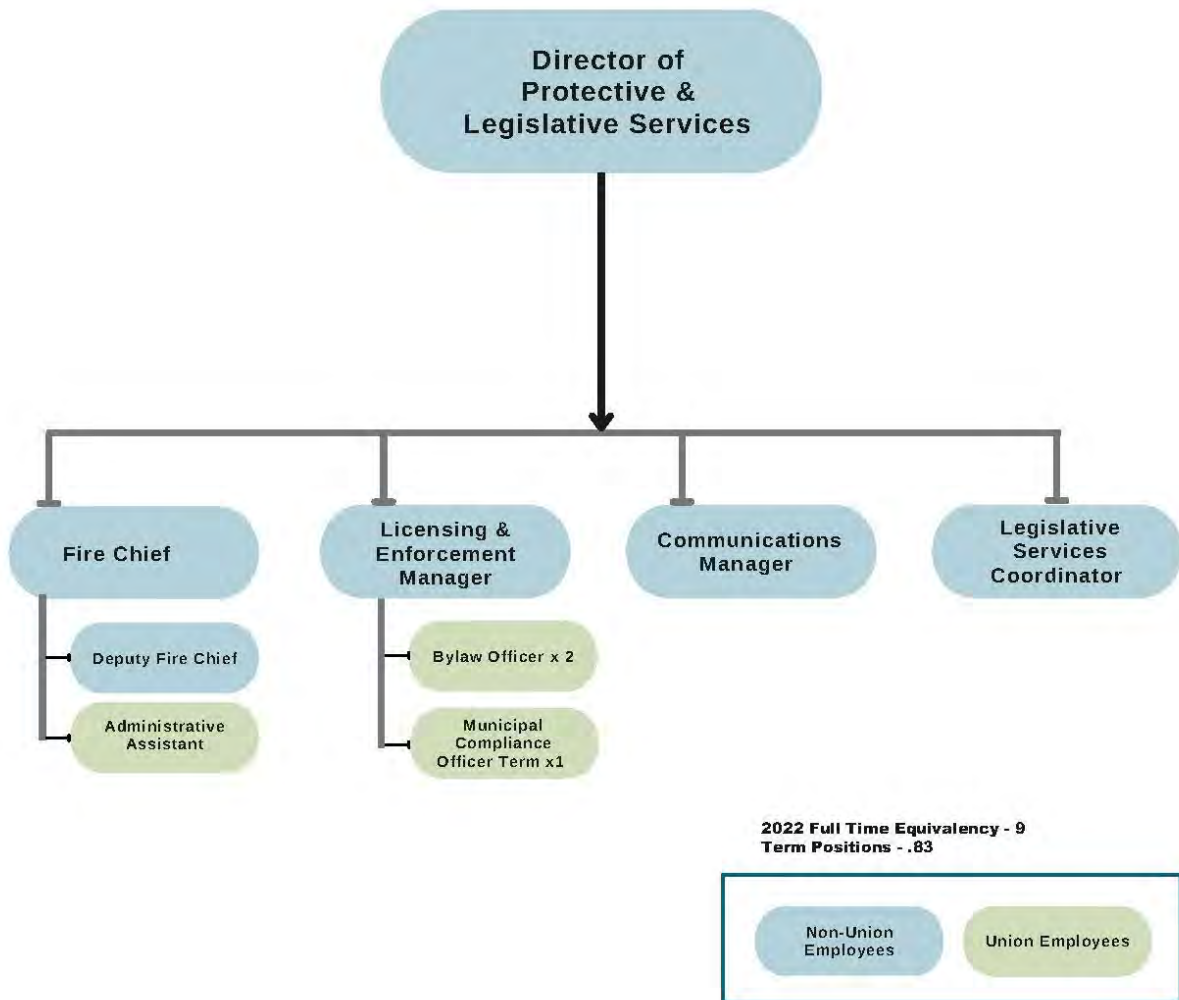 Director of
Protective &
Legislative Services
Fire Chief
Licensing &
Enforcement
Manager
Communications
Manager
Legislative
Services
Coordinator
Deputy Fire Chief
Administrative
Assistant
Bylaw Officer x 2
Municipal
Compliance
Officer Term x1
2022 Full Time Equivalency - 9
Term Positions - .83
Non-Union
Employees
Union Employees